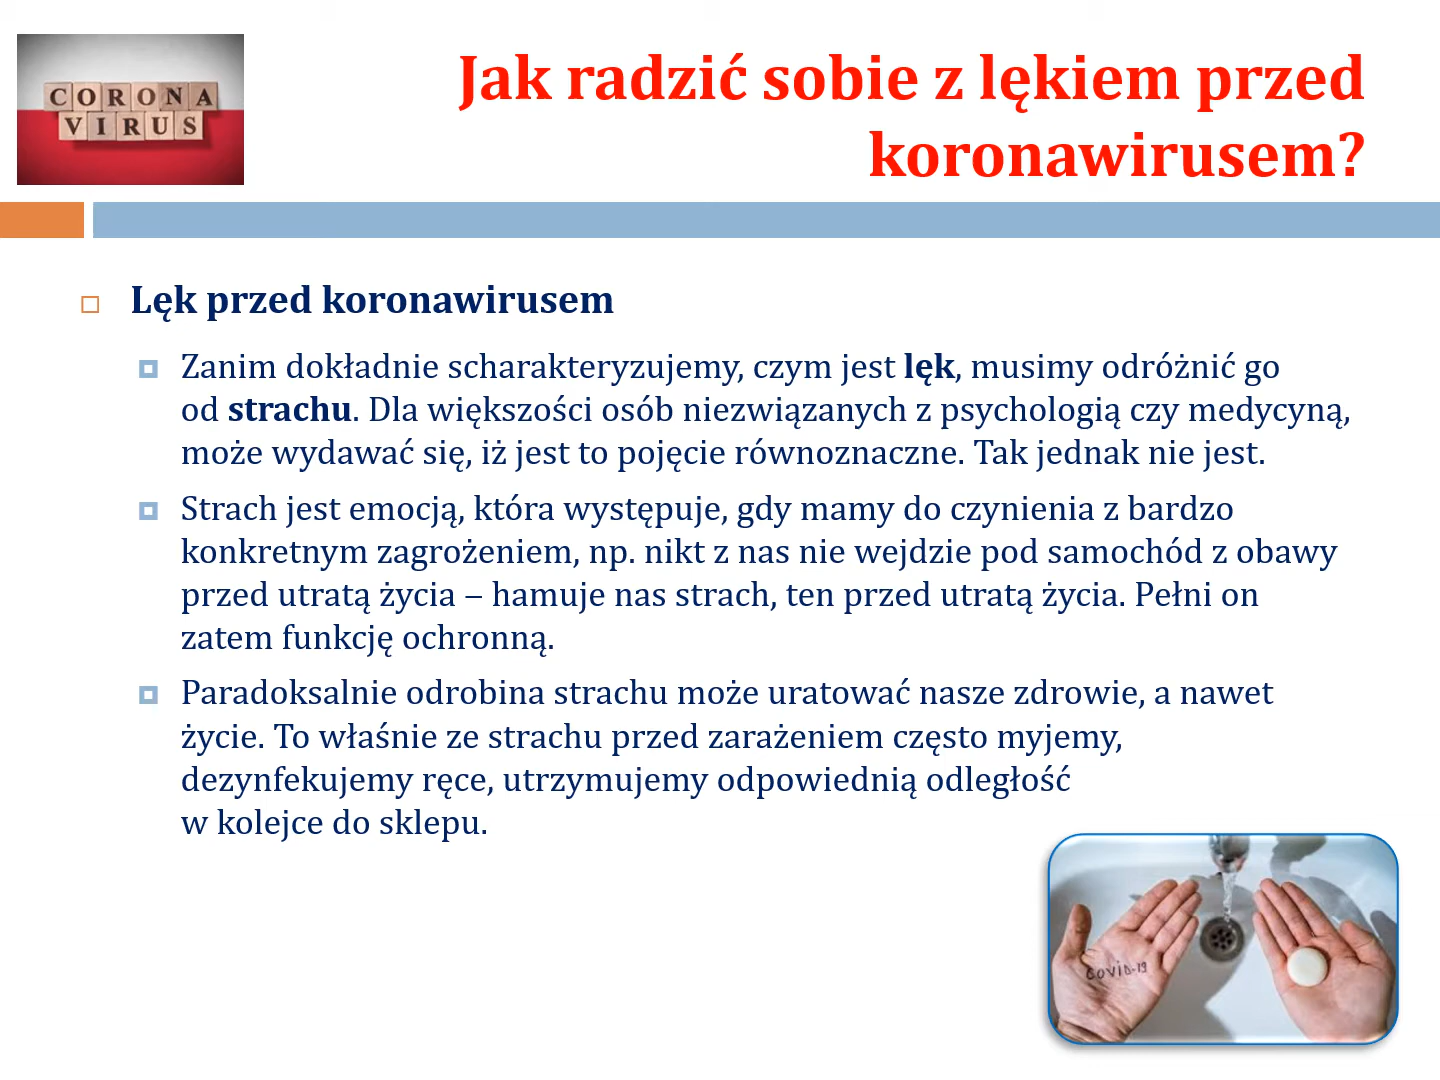 CORONA
VIRUS
Jak radzić sobie z lękiem przed
koronawirusem?
Lęk przed koronawirusem
Zanim dokładnie scharakteryzujemy, czym jest lęk, musimy odróżnić go
od strachu. Dla większości osób niezwiązanych z psychologią czy medycyną,
może wydawać się, iż jest to pojęcie równoznaczne. Tak jednak nie jest.
Strach jest emocją, która występuje, gdy mamy do czynienia z bardzo
konkretnym zagrożeniem, np. nikt z nas nie wejdzie pod samochód z obawy
przed utratą życia – hamuje nas strach, ten przed utratą życia. Pełni on
zatem funkcję ochronną.
Paradoksalnie odrobina strachu może uratować nasze zdrowie, a nawet
życie. To właśnie ze strachu przed zarażeniem często myjemy,
dezynfekujemy ręce, utrzymujemy odpowiednią odległość
w kolejce do sklepu.
COVID-19